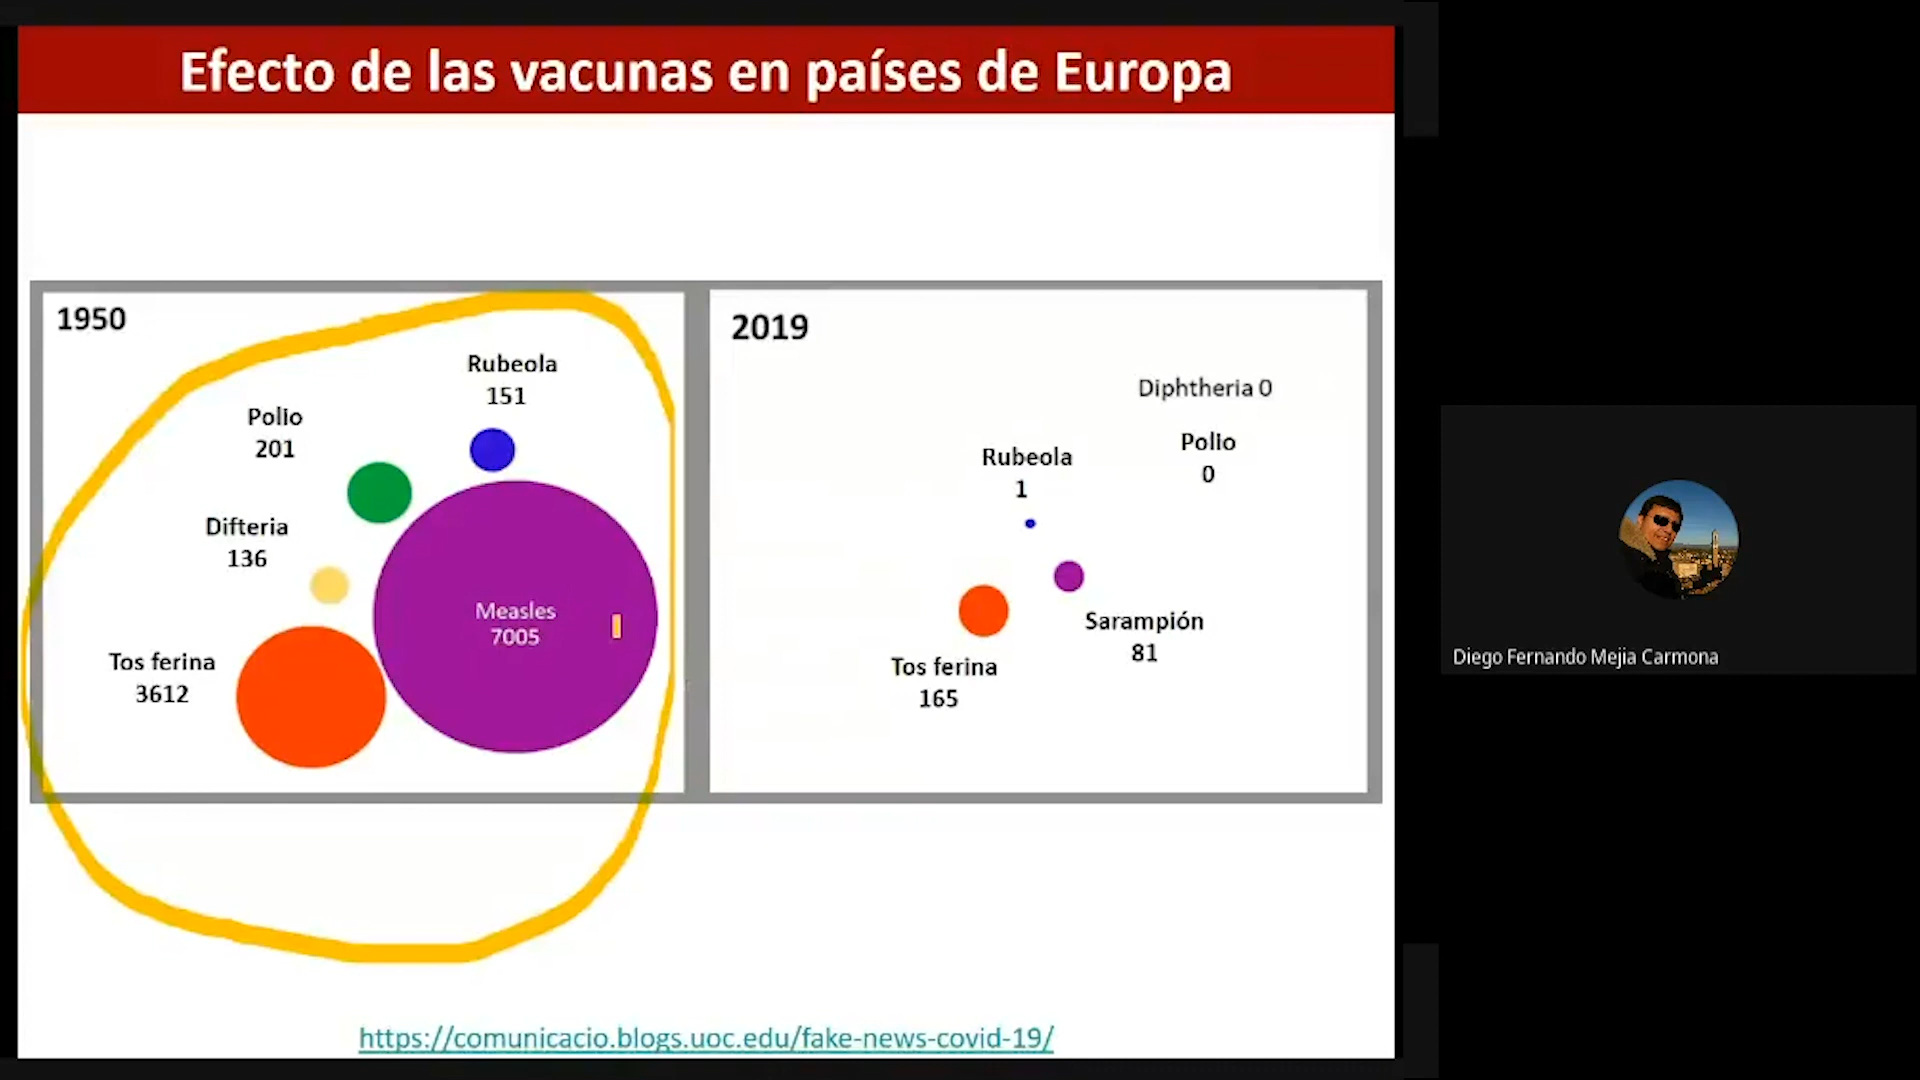 Efecto de las vacunas en países de Europa
1950
Rubeola
151
Polio
201
Difteria
136
Measles
7005
Tos ferina
3612
2019
Diphtheria 0
Polio
0
Rubeola
1
Sarampión
81
Tos ferina
165
https://comunicacio.blogs.uoc.edu/fake-news-covid-19/
Diego Fernando Mejia Carmona